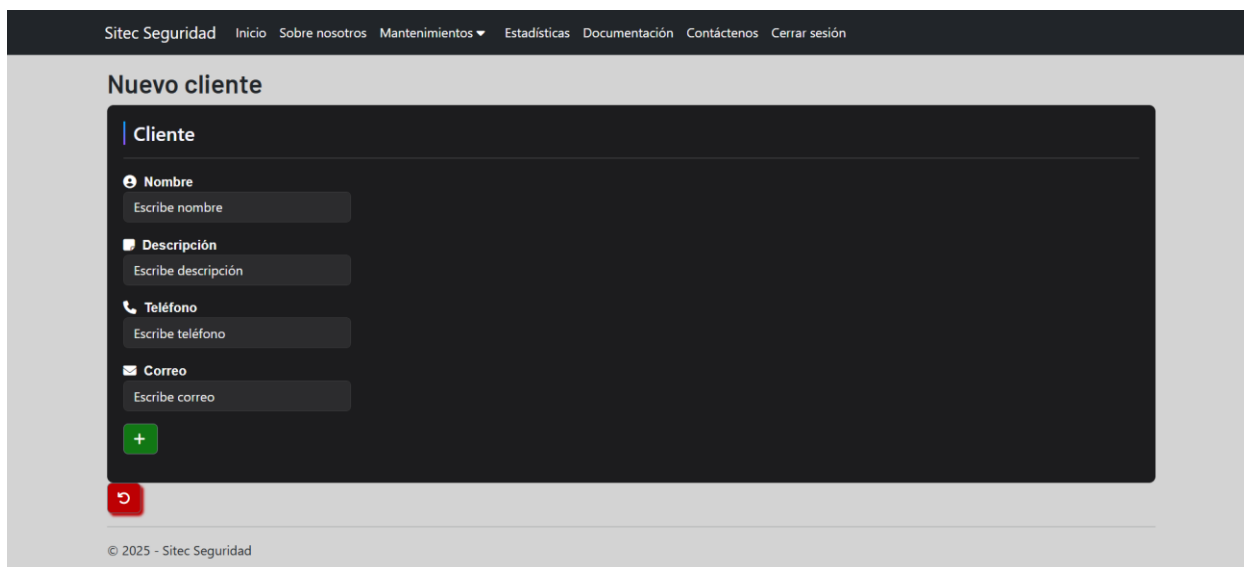 Sitec Seguridad Inicio Sobre nosotros Mantenimientos Estadísticas Documentación Contáctenos Cerrar sesión
Nuevo cliente
Cliente
Nombre
Escribe nombre
Descripción
Escribe descripción
Teléfono
Escribe teléfono
Correo
Escribe correo
+
© 2025 - Sitec Seguridad